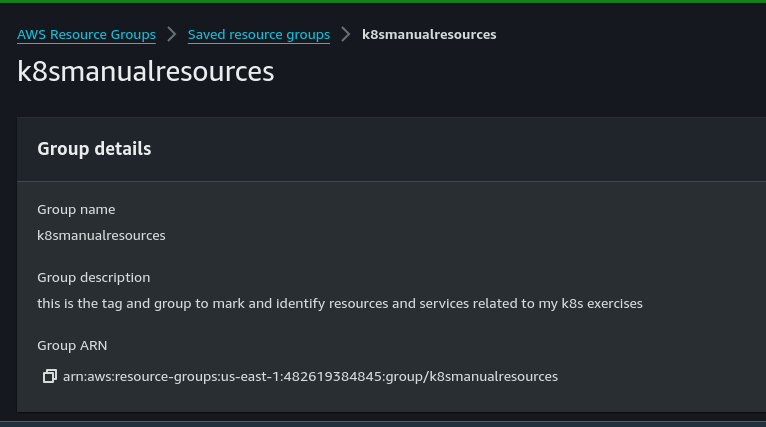 AWS Resource Groups > Saved resource groups > k8smanualresources
k8smanualresources
Group details
Group name
k8smanualresources
Group description
this is the tag and group to mark and identify resources and services related to my k8s exercises
Group ARN
arn:aws:resource-groups:us-east-1:482619384845:group/k8smanualresources